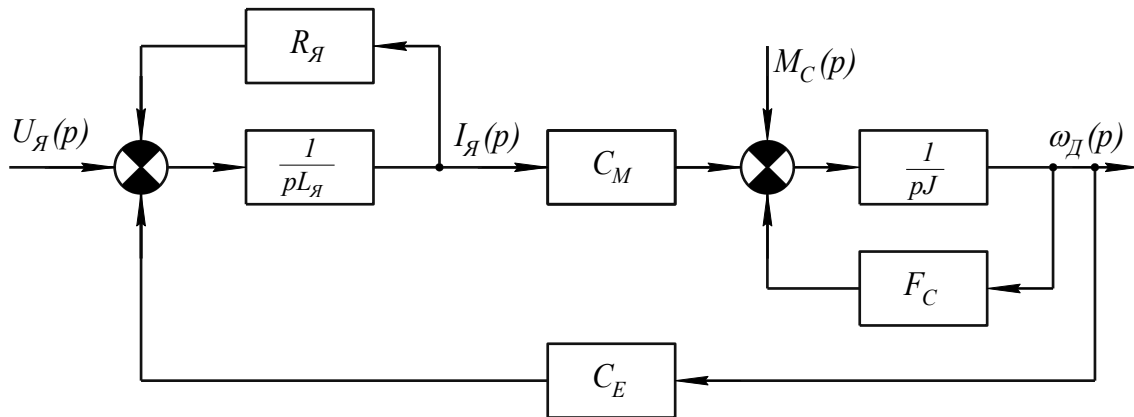 R_Я
M_C(p)
U_Я(p)
1/pL_Я
I_Я(p)
C_M
1/pJ
ω_Д(p)
F_C
C_E